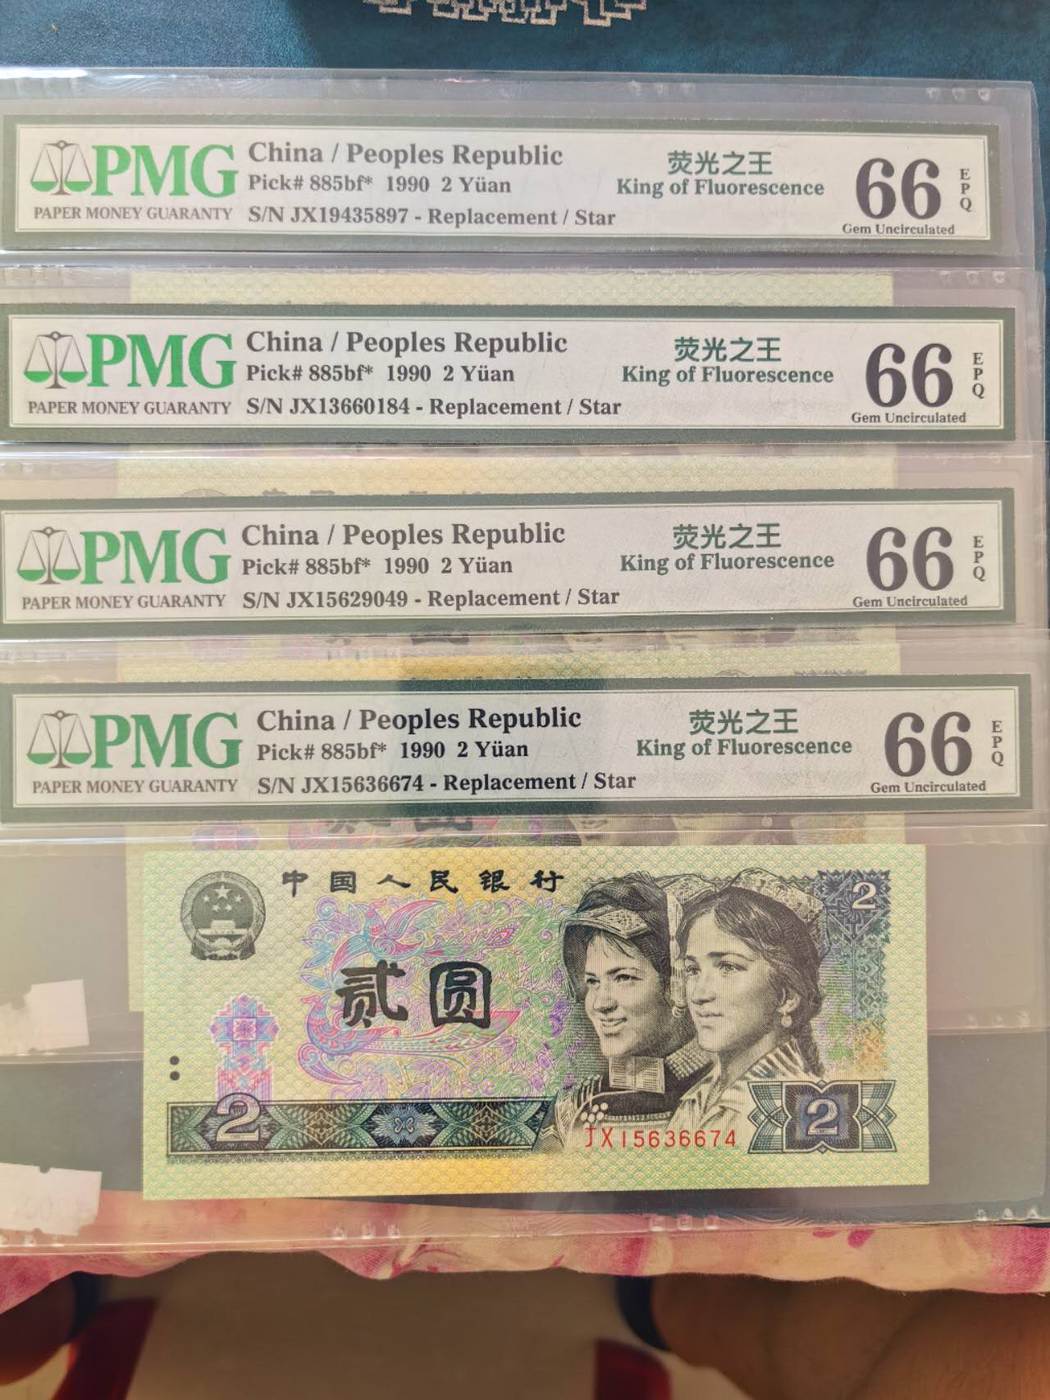 PMG
PAPER MONEY GUARANTY
China / Peoples Republic
Pick# 885bf* 1990 2 Yüan
S/N JX19435897 - Replacement / Star
荧光之王
King of Fluorescence
66
EPQ
Gem Uncirculated
PMG
PAPER MONEY GUARANTY
China / Peoples Republic
Pick# 885bf* 1990 2 Yüan
S/N JX13660184 - Replacement / Star
荧光之王
King of Fluorescence
66
EPQ
Gem Uncirculated
PMG
PAPER MONEY GUARANTY
China / Peoples Republic
Pick# 885bf* 1990 2 Yüan
S/N JX15629049 - Replacement / Star
荧光之王
King of Fluorescence
66
EPQ
Gem Uncirculated
PMG
PAPER MONEY GUARANTY
China / Peoples Republic
Pick# 885bf* 1990 2 Yüan
S/N JX15636674 - Replacement / Star
荧光之王
King of Fluorescence
66
EPQ
Gem Uncirculated
中国人民银行
2
贰圆
2
JX15636674
2